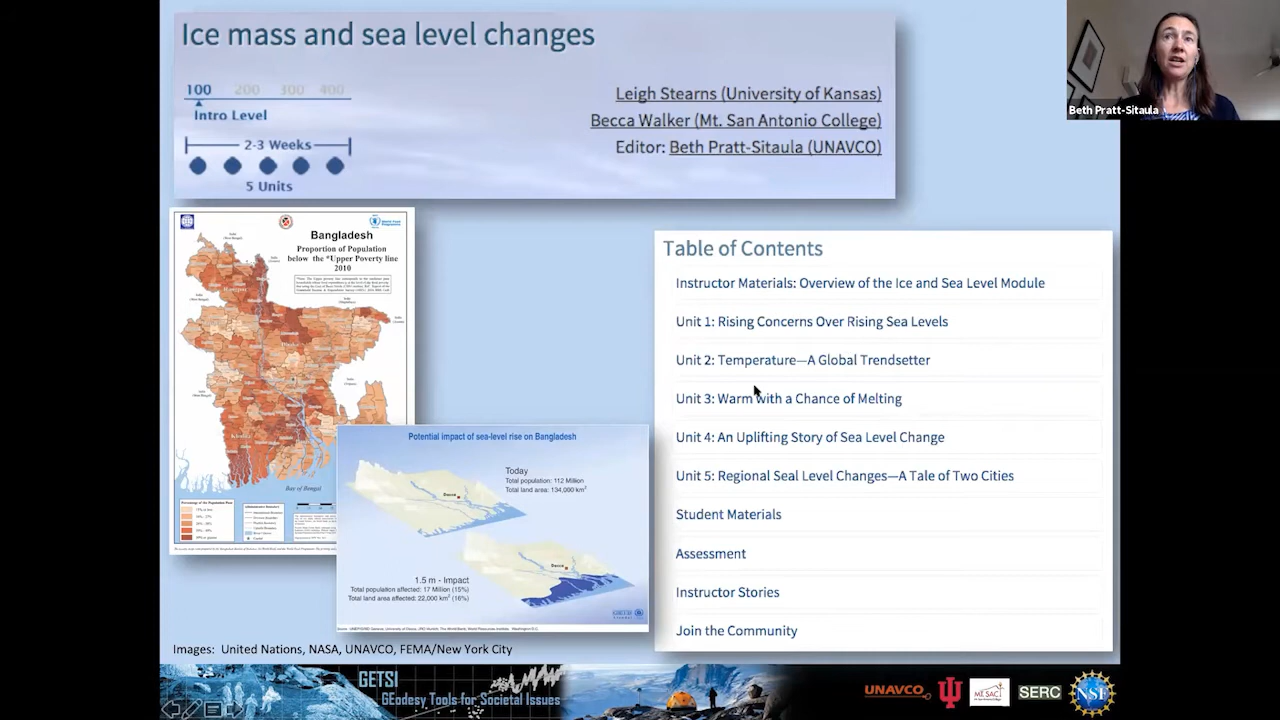 Ice mass and sea level changes
100 200 300 400
Intro Level
2-3 Weeks
5 Units
Leigh Stearns (University of Kansas)
Becca Walker (Mt. San Antonio College)
Editor: Beth Pratt-Sitaula (UNAVCO)
Beth Pratt-Sitaula
Bangladesh
Proportion of Population
below the *Upper Poverty line
2010
Bay of Bengal
Potential impact of sea-level rise on Bangladesh
Today
Total population: 112 Million
Total land area: 134,000 km²
Dacca
Dacca
1.5 m - Impact
Total population affected: 17 Million (15%)
Total land area affected: 22,000 km² (16%)
Table of Contents
Instructor Materials: Overview of the Ice and Sea Level Module
Unit 1: Rising Concerns Over Rising Sea Levels
Unit 2: Temperature—A Global Trendsetter
Unit 3: Warm with a Chance of Melting
Unit 4: An Uplifting Story of Sea Level Change
Unit 5: Regional Seal Level Changes—A Tale of Two Cities
Student Materials
Assessment
Instructor Stories
Join the Community
Images: United Nations, NASA, UNAVCO, FEMA/New York City
GETSI
GEodesy Tools for Societal Issues
UNAVCO
MT. SAC
SERC
NSF